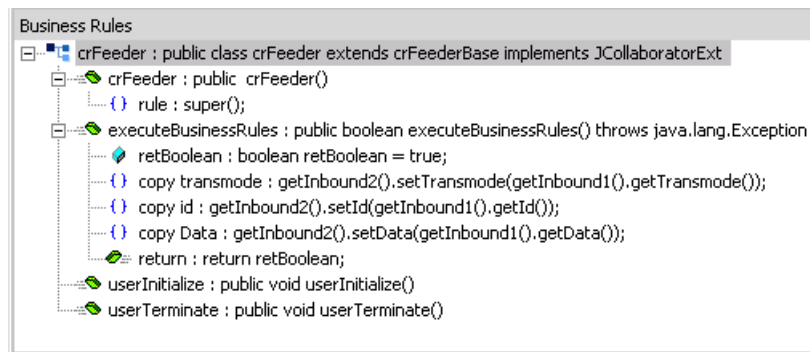 Business Rules
crFeeder : public class crFeeder extends crFeederBase implements JCollaboratorExt
crFeeder : public  crFeeder()
{} rule : super();
executeBusinessRules : public boolean executeBusinessRules() throws java.lang.Exception
retBoolean : boolean retBoolean = true;
{} copy transmode : getInbound2().setTransmode(getInbound1().getTransmode());
{} copy id : getInbound2().setId(getInbound1().getId());
{} copy Data : getInbound2().setData(getInbound1().getData());
return : return retBoolean;
userInitialize : public void userInitialize()
userTerminate : public void userTerminate()